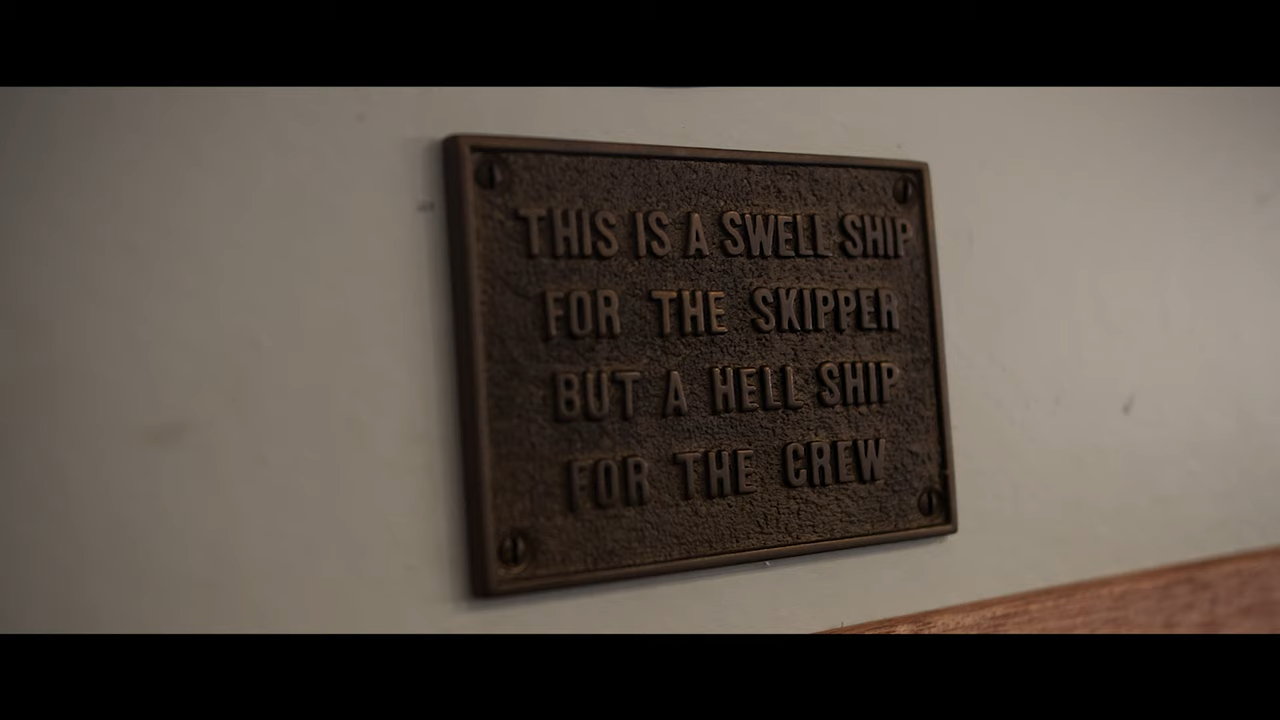 THIS IS A SWELL SHIP
FOR THE SKIPPER
BUT A HELL SHIP
FOR THE CREW